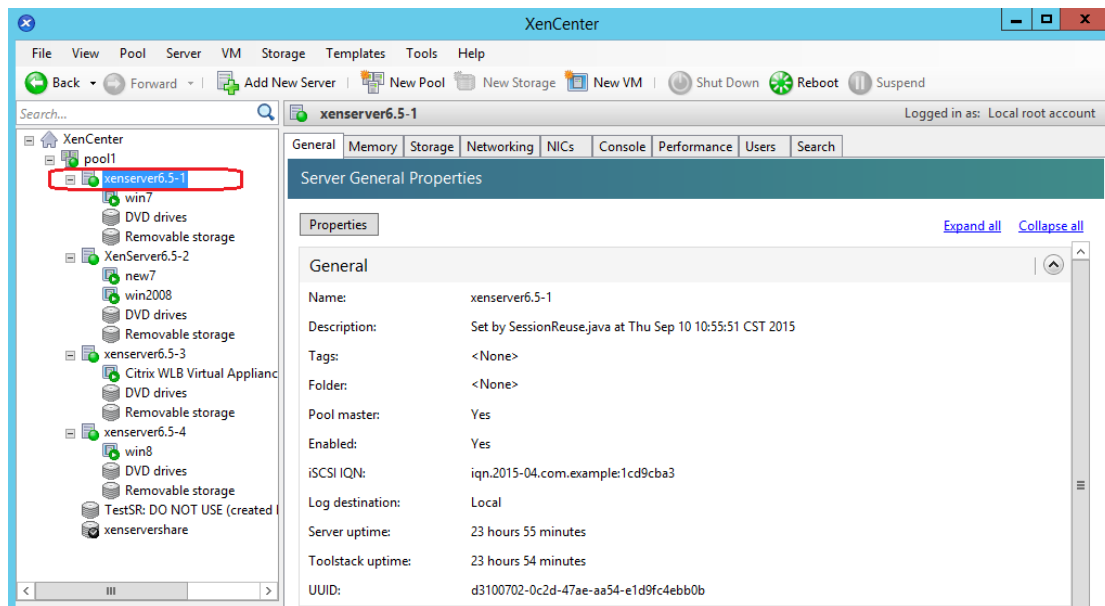 XenCenter
File View Pool Server VM Storage Templates Tools Help
Back Forward Add New Server New Pool New Storage New VM Shut Down Reboot Suspend
Search...
xenserver6.5-1 Logged in as: Local root account
XenCenter
pool1
xenserver6.5-1
win7
DVD drives
Removable storage
XenServer6.5-2
new7
win2008
DVD drives
Removable storage
xenserver6.5-3
Citrix WLB Virtual Applianc
DVD drives
Removable storage
xenserver6.5-4
win8
DVD drives
Removable storage
TestSR: DO NOT USE (created
xenservershare
General Memory Storage Networking NICs Console Performance Users Search
Server General Properties
Properties Expand all Collapse all
General
Name: xenserver6.5-1
Description: Set by SessionReuse.java at Thu Sep 10 10:55:51 CST 2015
Tags: <None>
Folder: <None>
Pool master: Yes
Enabled: Yes
iSCSI IQN: iqn.2015-04.com.example:1cd9cba3
Log destination: Local
Server uptime: 23 hours 55 minutes
Toolstack uptime: 23 hours 54 minutes
UUID: d3100702-0c2d-47ae-aa54-e1d9fc4ebb0b